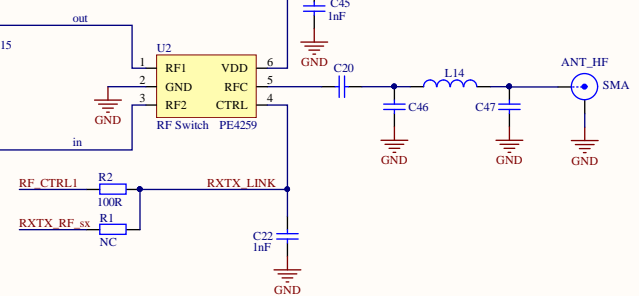 C45
1nF
out
15
U2
GND
1
RF1
VDD
6
2
GND
RFC
5
3
RF2
CTRL
4
GND
RF Switch PE4259
C20
L14
ANT_HF
SMA
C46
C47
GND
GND
GND
in
RF_CTRL1
R2
100R
RXTX_LINK
RXTX_RF_sx
R1
NC
C22
1nF
GND